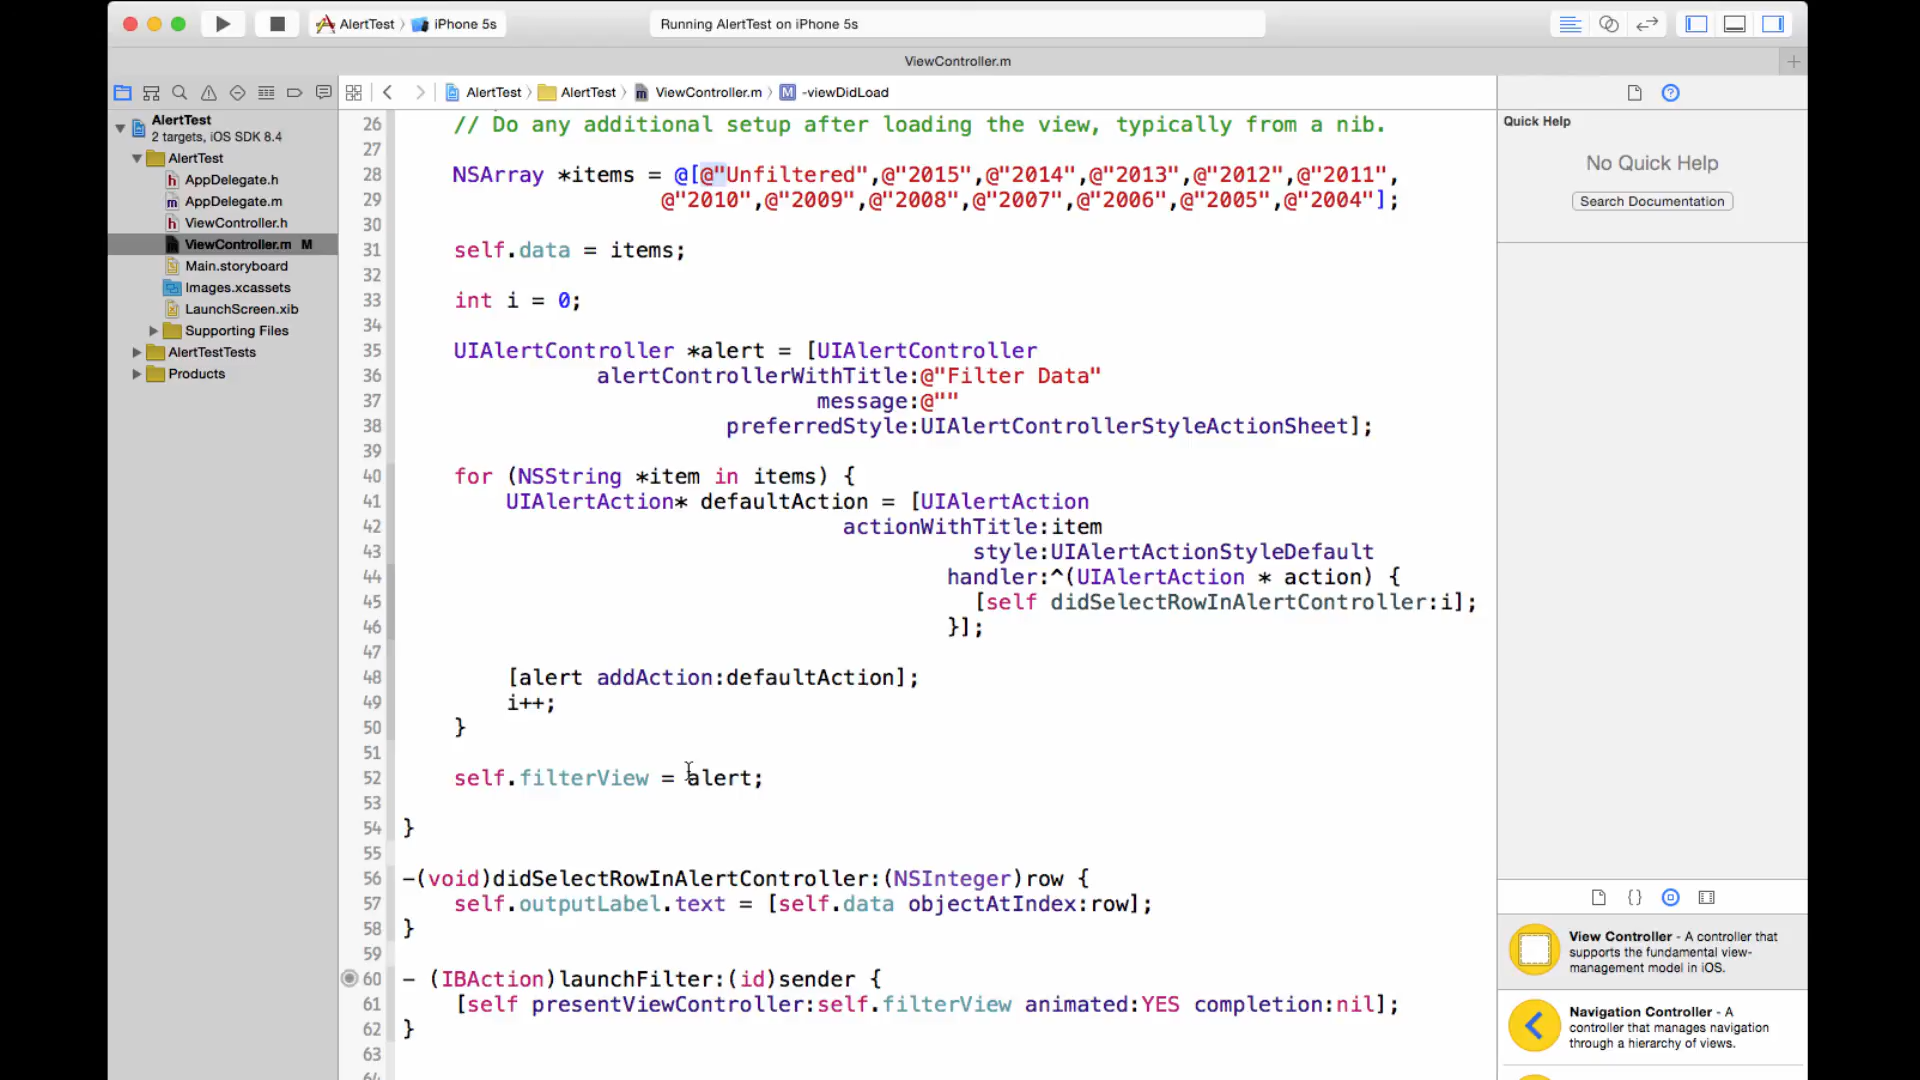 AlertTest
iPhone 5s
Running AlertTest on iPhone 5s
ViewController.m
AlertTest
AlertTest
ViewController.m
-viewDidLoad
AlertTest
2 targets, iOS SDK 8.4
AlertTest
AppDelegate.h
AppDelegate.m
ViewController.h
ViewController.m M
Main.storyboard
Images.xcassets
LaunchScreen.xib
Supporting Files
AlertTestTests
Products
26 // Do any additional setup after loading the view, typically from a nib.
27
28 NSArray *items = @[@"Unfiltered",@"2015",@"2014",@"2013",@"2012",@"2011",
29 @"2010",@"2009",@"2008",@"2007",@"2006",@"2005",@"2004"];
30
31 self.data = items;
32
33 int i = 0;
34
35 UIAlertController *alert = [UIAlertController
36 alertControllerWithTitle:@"Filter Data"
37 message:@""
38 preferredStyle:UIAlertControllerStyleActionSheet];
39
40 for (NSString *item in items) {
41 UIAlertAction* defaultAction = [UIAlertAction
42 actionWithTitle:item
43 style:UIAlertActionStyleDefault
44 handler:^(UIAlertAction * action) {
45 [self didSelectRowInAlertController:i];
46 }];
47
48 [alert addAction:defaultAction];
49 i++;
50 }
51
52 self.filterView = alert;
53
54 }
55
56 -(void)didSelectRowInAlertController:(NSInteger)row {
57 self.outputLabel.text = [self.data objectAtIndex:row];
58 }
59
60 - (IBAction)launchFilter:(id)sender {
61 [self presentViewController:self.filterView animated:YES completion:nil];
62 }
63
Quick Help
No Quick Help
Search Documentation
View Controller - A controller that
supports the fundamental view-
management model in iOS.
Navigation Controller - A
controller that manages navigation
through a hierarchy of views.